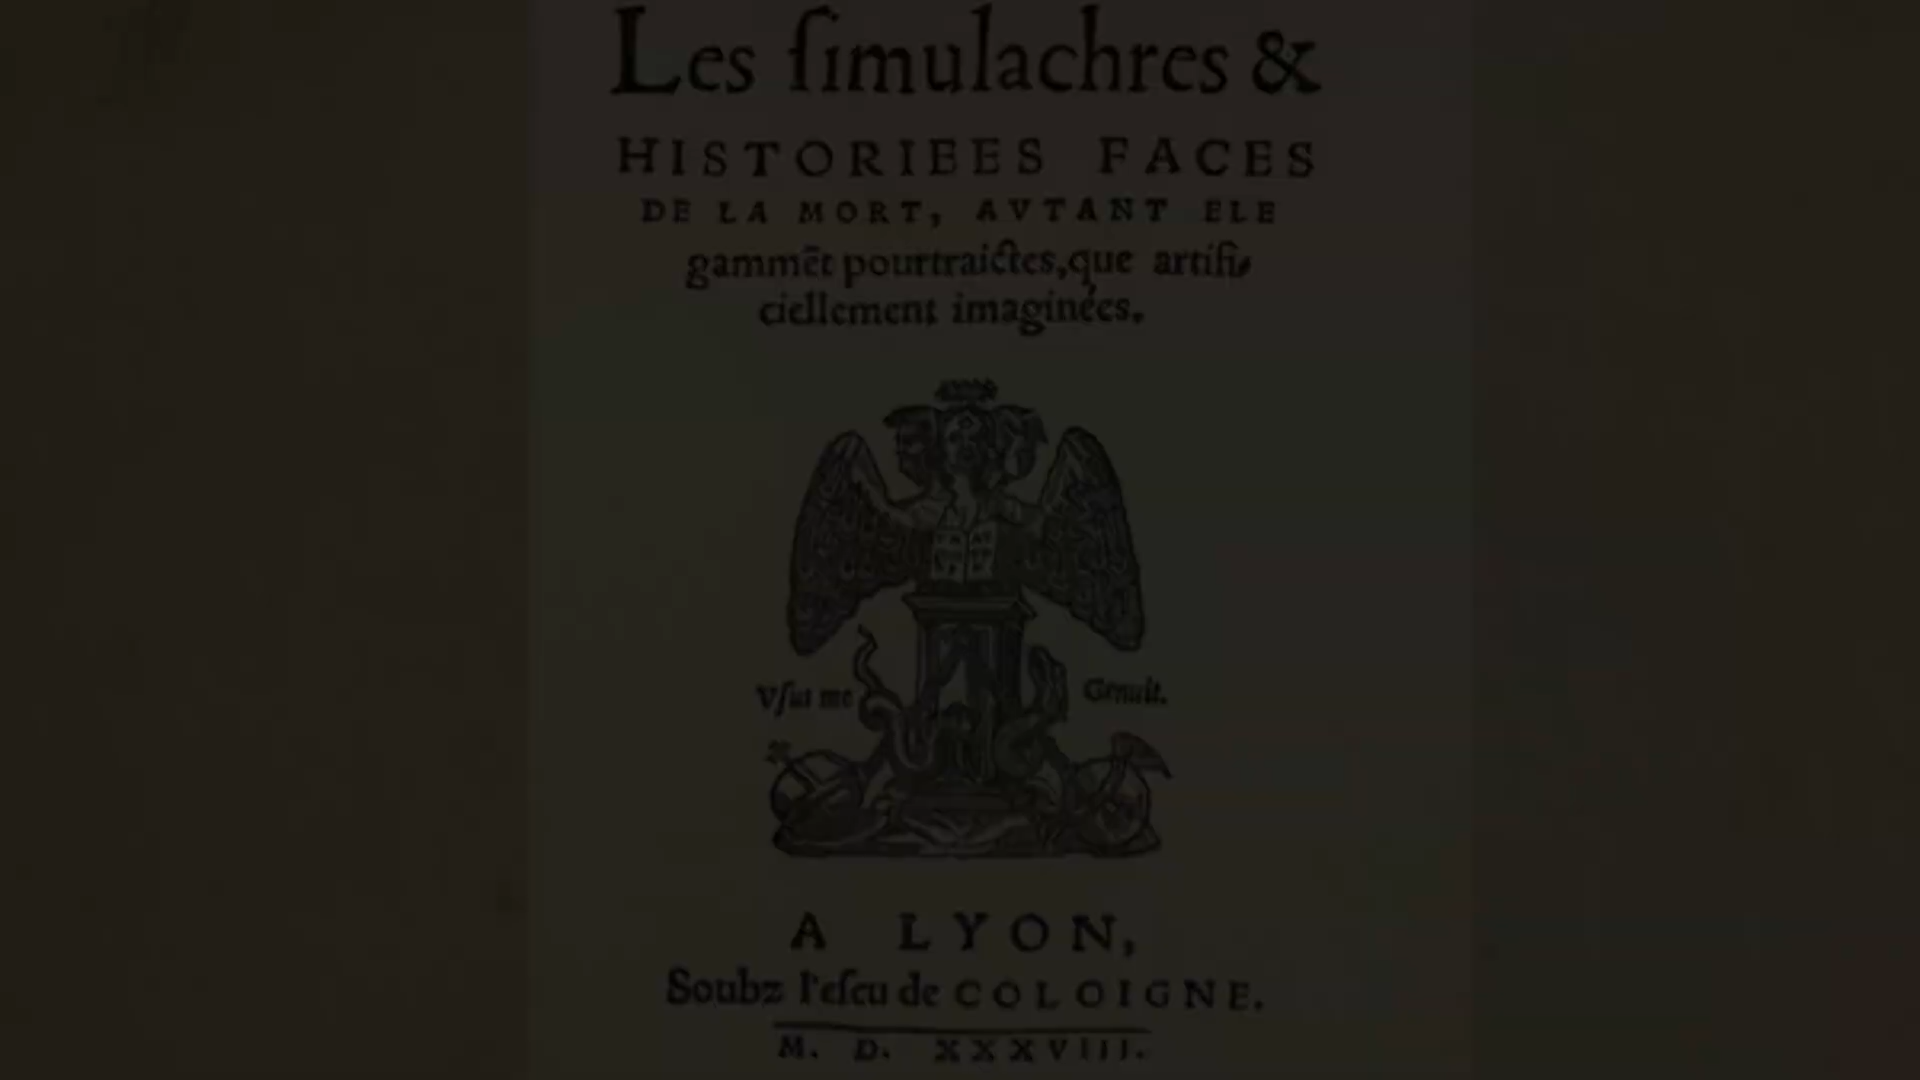 Les ſimulachres &
HISTORIEES FACES
DE LA MORT, AVTANT ELE
gammēt pourtraictes,que artifi-
ciellement imaginées.
Vſus me
Genuit.
A LYON,
Soubz l'eſcu de COLOIGNE.
M. D. XXXVIII.